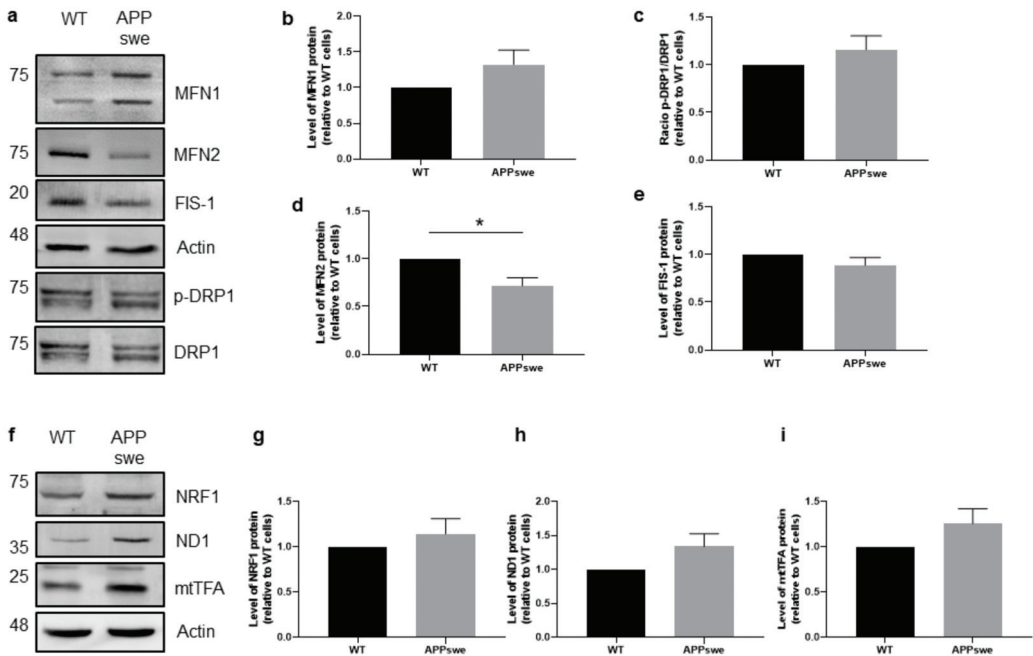 a
WT
APP
swe
75
MFN1
75
MFN2
20
FIS-1
48
Actin
75
p-DRP1
75
DRP1
b
Level of MFN1 protein
(relative to WT cells)
2.0
1.5
1.0
0.5
0.0
WT
APPswe
c
Racio p-DRP1/DRP1
(relative to WT cells)
1.5
1.0
0.5
0.0
WT
APPswe
d
Level of MFN2 protein
(relative to WT cells)
1.5
1.0
0.5
0.0
*
WT
APPswe
e
Level of FIS-1 protein
(relative to WT cells)
1.5
1.0
0.5
0.0
WT
APPswe
f
WT
APP
swe
75
NRF1
35
ND1
25
mtTFA
48
Actin
g
Level of NRF1 protein
(relative to WT cells)
1.5
1.0
0.5
0.0
WT
APPswe
h
Level of ND1 protein
(relative to WT cells)
2.0
1.5
1.0
0.5
0.0
WT
APPswe
i
Level of mtTFA protein
(relative to WT cells)
1.5
1.0
0.5
0.0
WT
APPswe